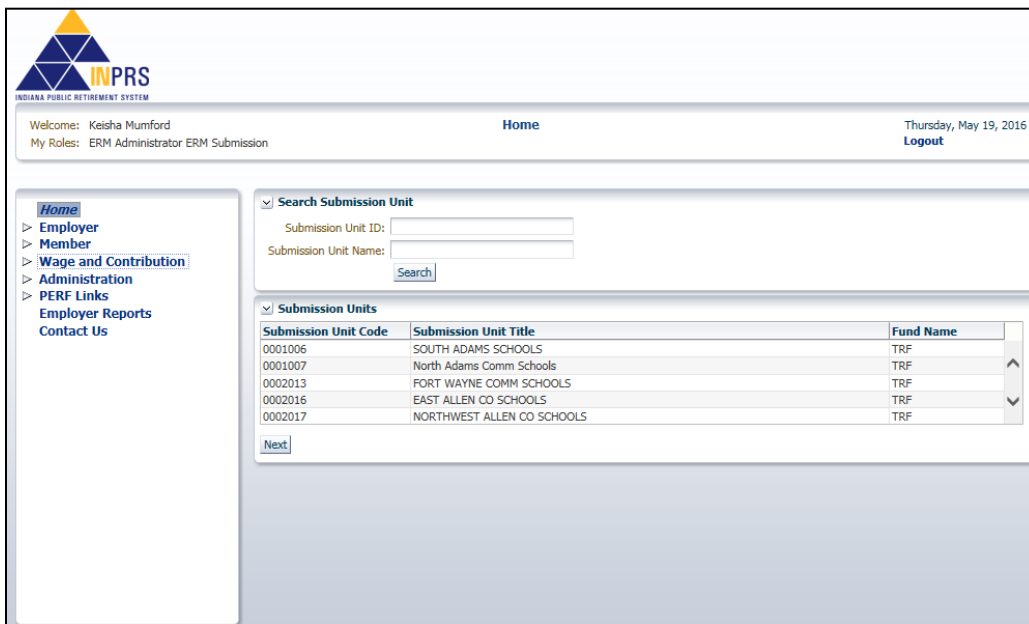 INPRS
INDIANA PUBLIC RETIREMENT SYSTEM
Welcome: Keisha Mumford
My Roles: ERM Administrator ERM Submission
Home
Thursday, May 19, 2016
Logout
Home
Employer
Member
Wage and Contribution
Administration
PERF Links
Employer Reports
Contact Us
Search Submission Unit
Submission Unit ID:
Submission Unit Name:
Search
Submission Units
Submission Unit Code Submission Unit Title Fund Name
0001006 SOUTH ADAMS SCHOOLS TRF
0001007 North Adams Comm Schools TRF
0002013 FORT WAYNE COMM SCHOOLS TRF
0002016 EAST ALLEN CO SCHOOLS TRF
0002017 NORTHWEST ALLEN CO SCHOOLS TRF
Next